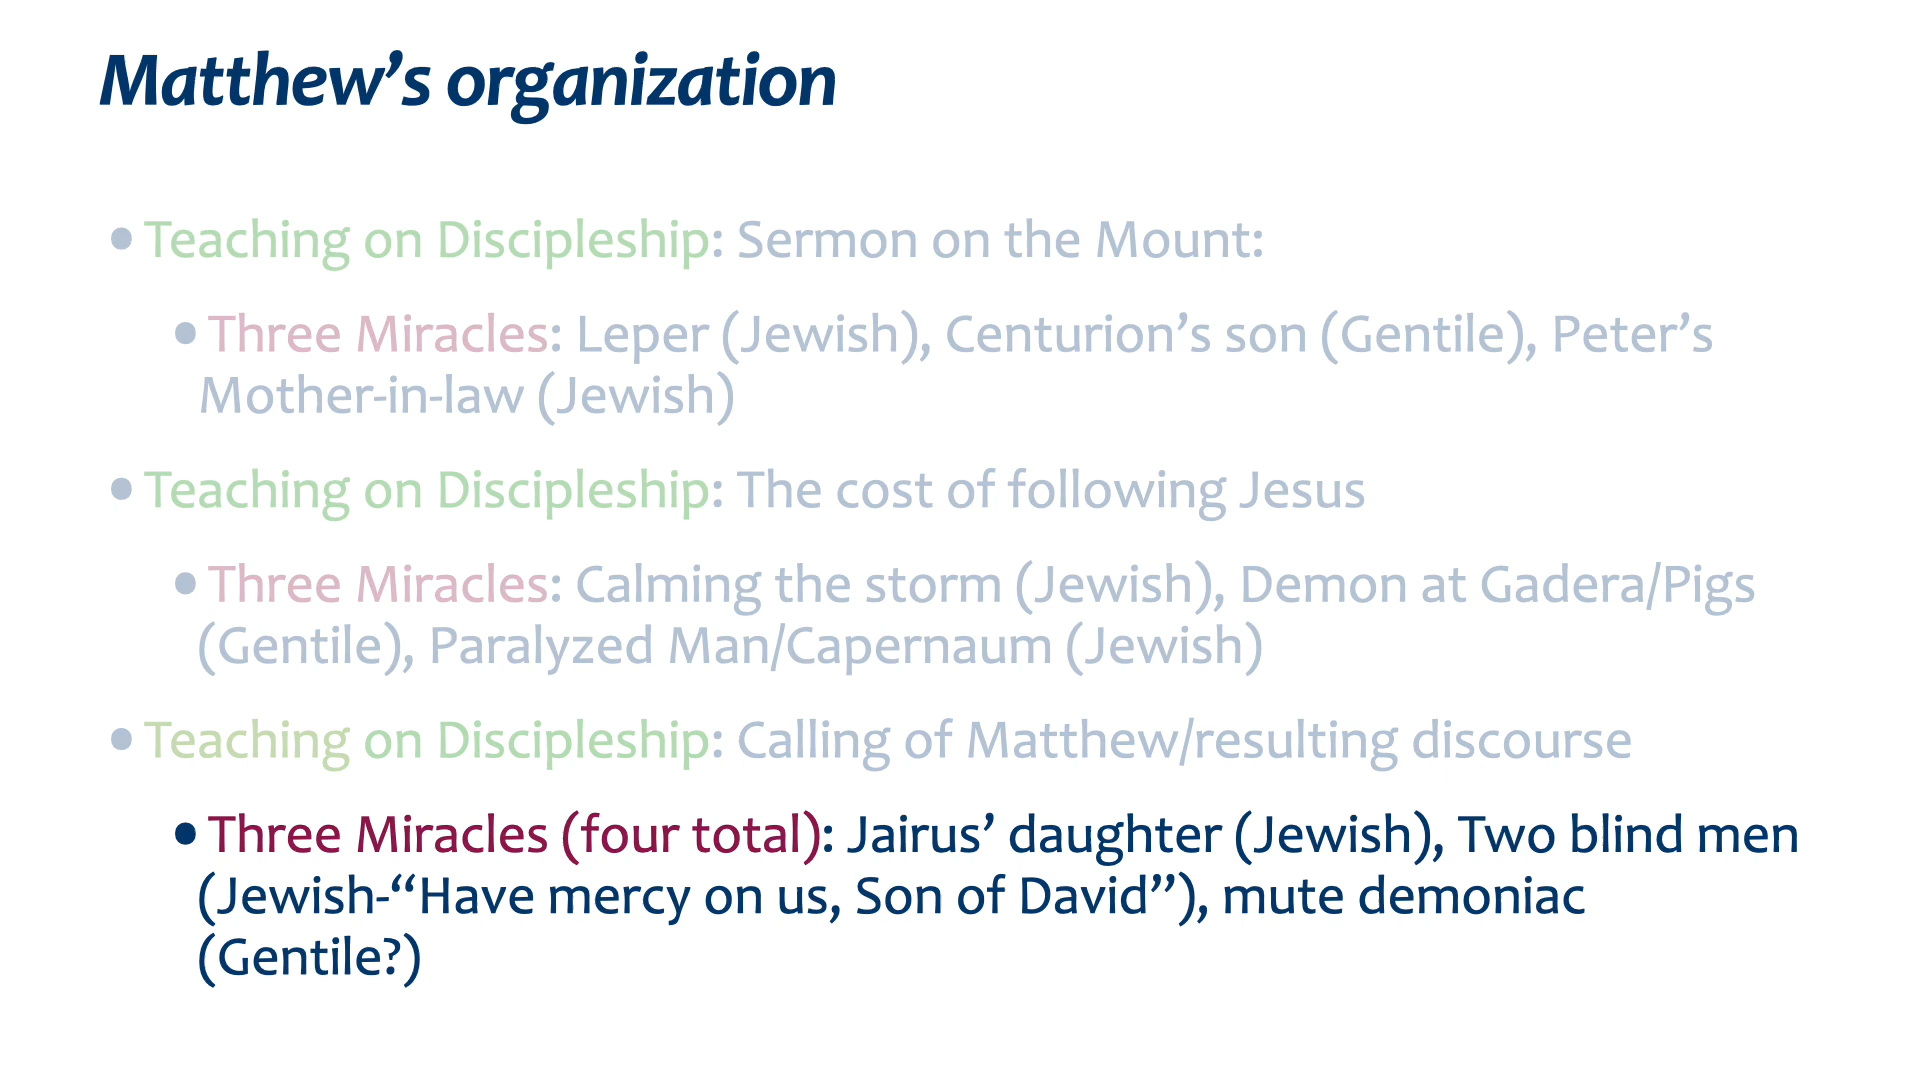 Matthew’s organization
• Teaching on Discipleship: Sermon on the Mount:
• Three Miracles: Leper (Jewish), Centurion’s son (Gentile), Peter’s
Mother-in-law (Jewish)
• Teaching on Discipleship: The cost of following Jesus
• Three Miracles: Calming the storm (Jewish), Demon at Gadera/Pigs
(Gentile), Paralyzed Man/Capernaum (Jewish)
• Teaching on Discipleship: Calling of Matthew/resulting discourse
• Three Miracles (four total): Jairus’ daughter (Jewish), Two blind men
(Jewish-“Have mercy on us, Son of David”), mute demoniac
(Gentile?)